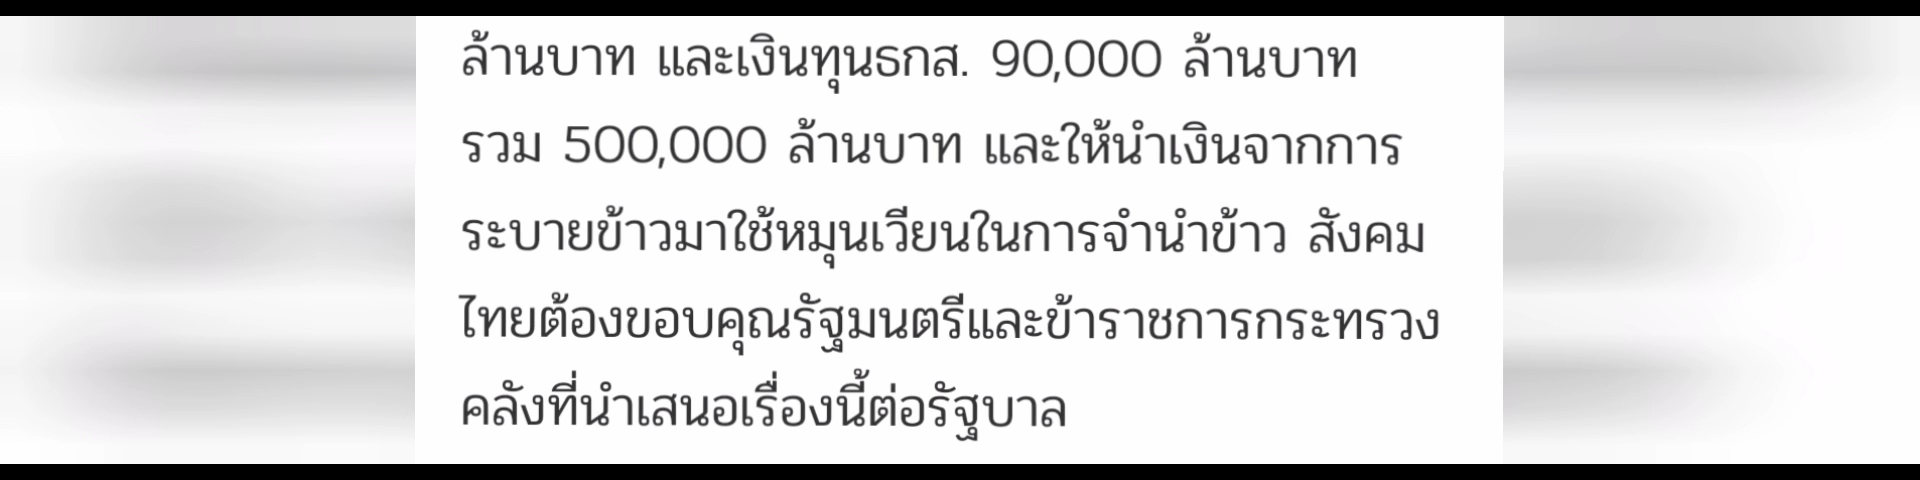 ล้านบาท และเงินทุนธกส. 90,000 ล้านบาท
รวม 500,000 ล้านบาท และให้นำเงินจากการ
ระบายข้าวมาใช้หมุนเวียนในการจำนำข้าว สังคม
ไทยต้องขอบคุณรัฐมนตรีและข้าราชการกระทรวง
คลังที่นำเสนอเรื่องนี้ต่อรัฐบาล